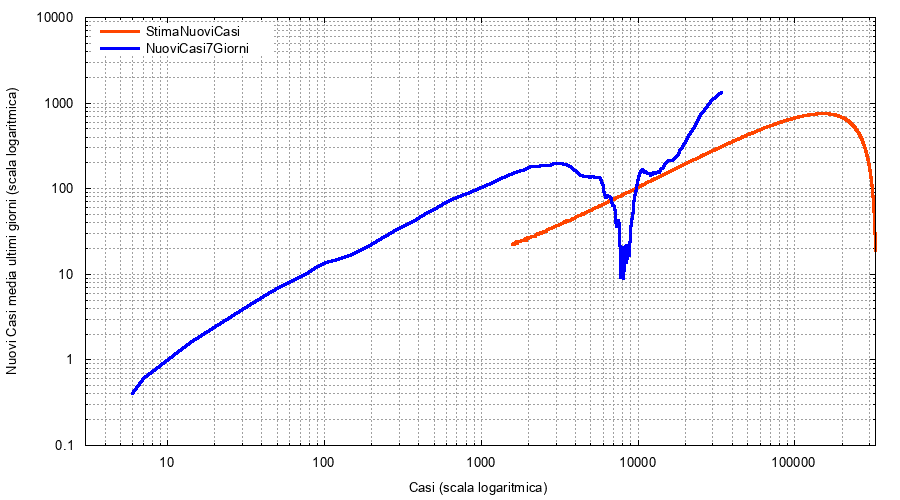 10000
1000
100
10
1
0.1
Nuovi Casi media ultimi giorni (scala logaritmica)
StimaNuoviCasi
NuoviCasi7Giorni
10 100 1000 10000 100000
Casi (scala logaritmica)